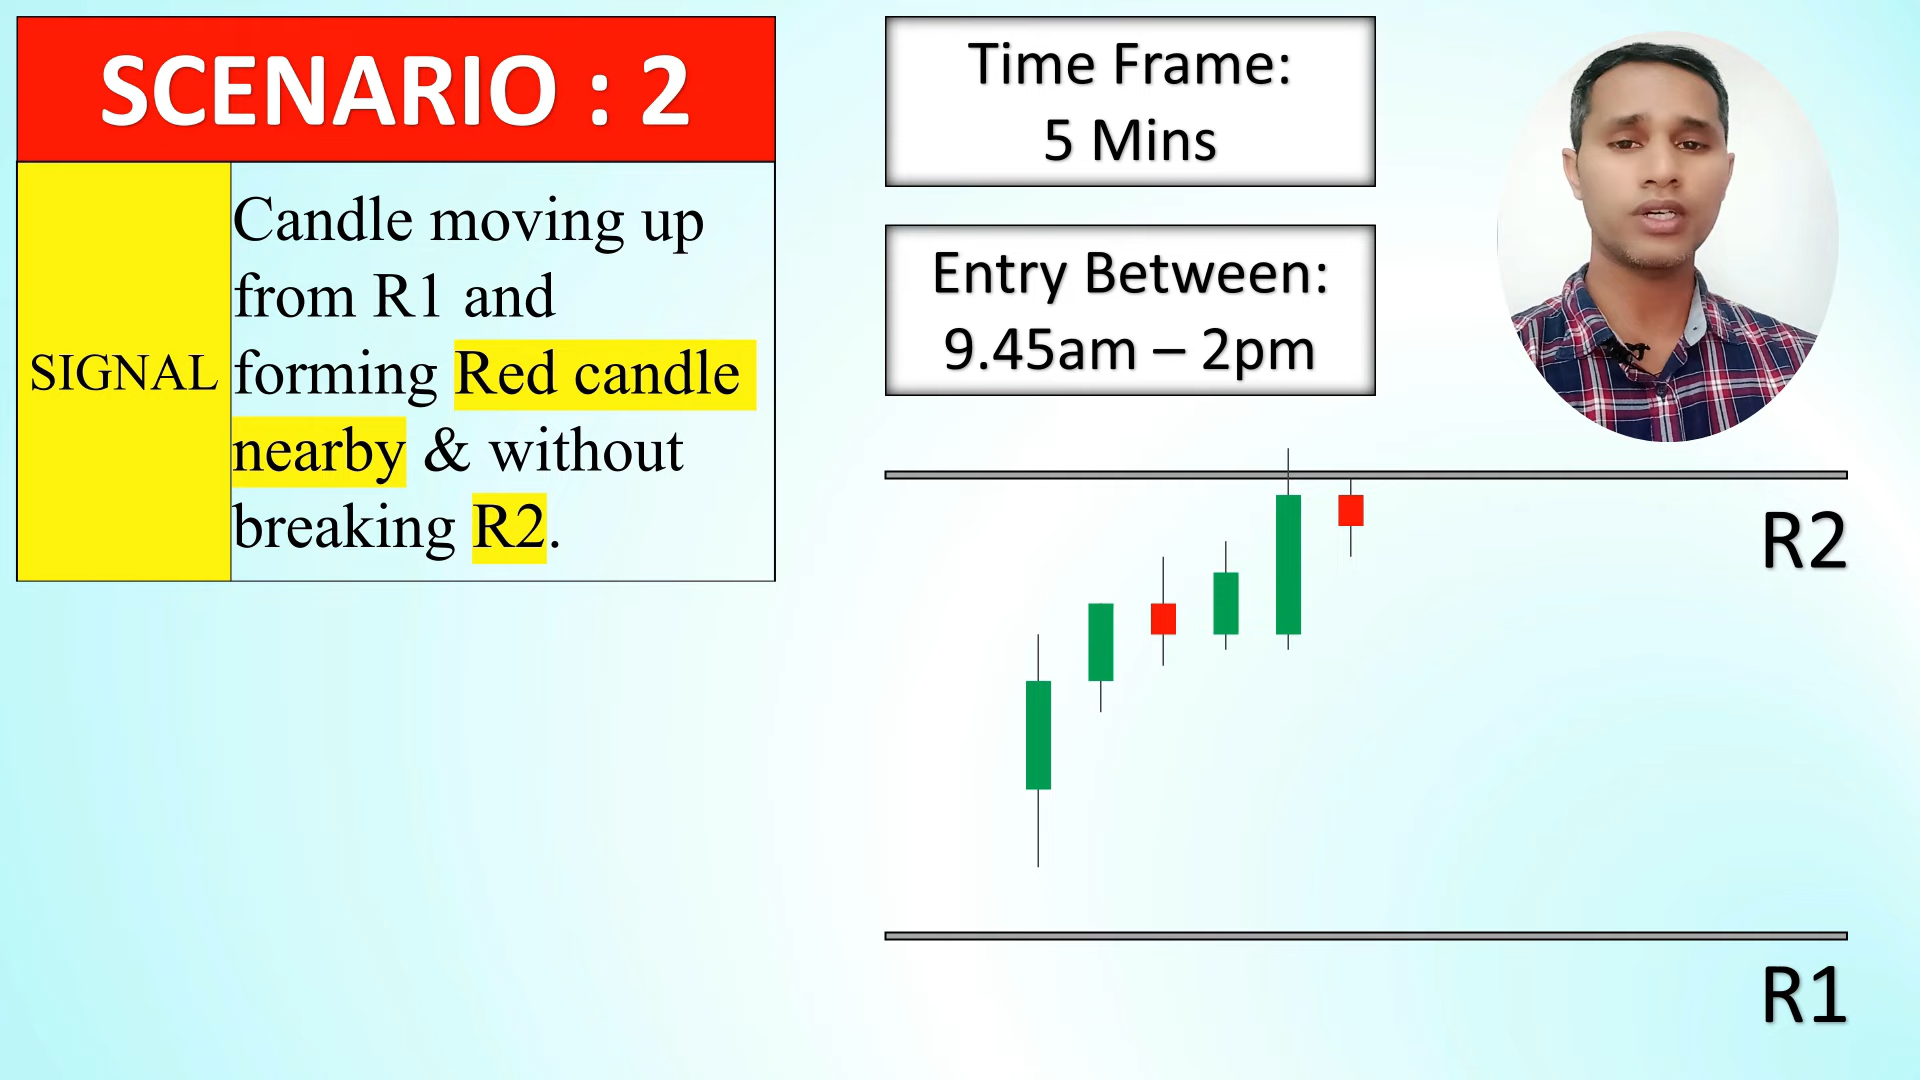 SCENARIO : 2
SIGNAL
Candle moving up
from R1 and
forming Red candle
nearby & without
breaking R2.
Time Frame:
5 Mins
Entry Between:
9.45am – 2pm
R2
R1